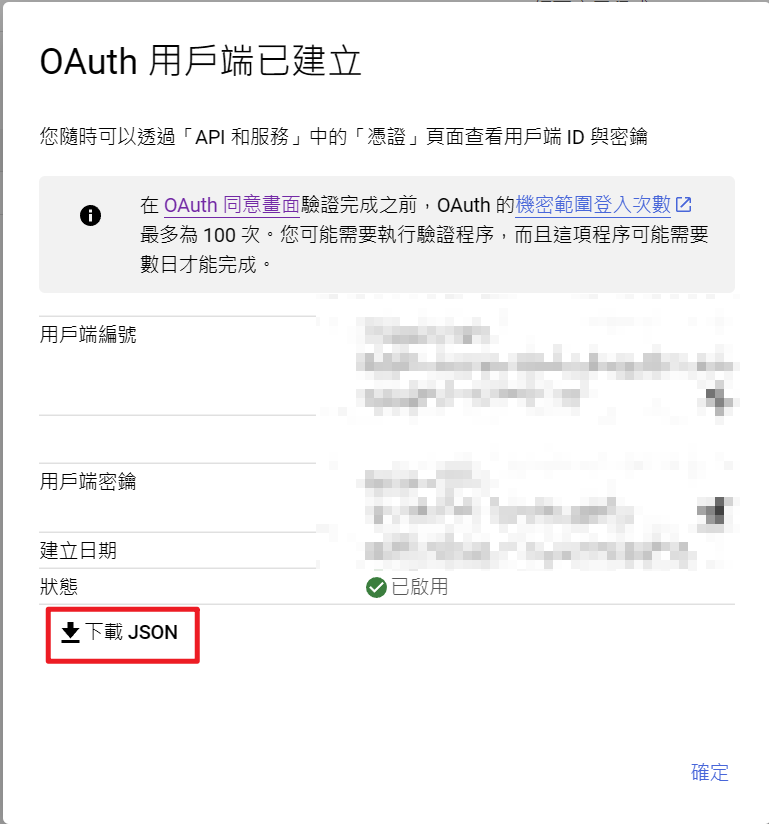 OAuth 用戶端已建立
您隨時可以透過「API 和服務」中的「憑證」頁面查看用戶端 ID 與密鑰
在 OAuth 同意畫面驗證完成之前，OAuth 的機密範圍登入次數
最多為 100 次。您可能需要執行驗證程序，而且這項程序可能需要
數日才能完成。
用戶端編號
用戶端密鑰
建立日期
狀態 已啟用
下載 JSON
確定